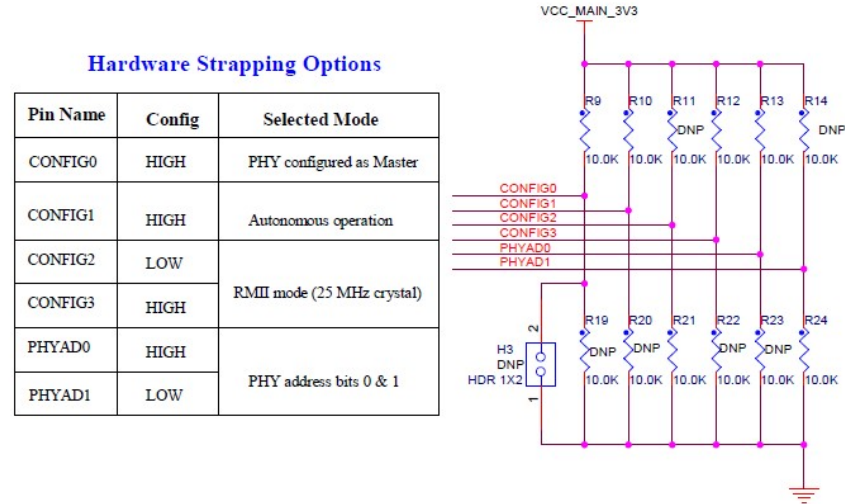 VCC_MAIN_3V3
Hardware Strapping Options
Pin Name Config Selected Mode
CONFIG0 HIGH PHY configured as Master
CONFIG1 HIGH Autonomous operation
CONFIG2 LOW
RMII mode (25 MHz crystal)
CONFIG3 HIGH
PHYAD0 HIGH
PHY address bits 0 & 1
PHYAD1 LOW
R9 R10 R11 R12 R13 R14
DNP DNP
10.0K 10.0K 10.0K 10.0K 10.0K 10.0K
CONFIG0
CONFIG1
CONFIG2
CONFIG3
PHYAD0
PHYAD1
R19 R20 R21 R22 R23 R24
2
H3
DNP
HDR 1X2
1
DNP DNP DNP DNP
10.0K 10.0K 10.0K 10.0K 10.0K 10.0K